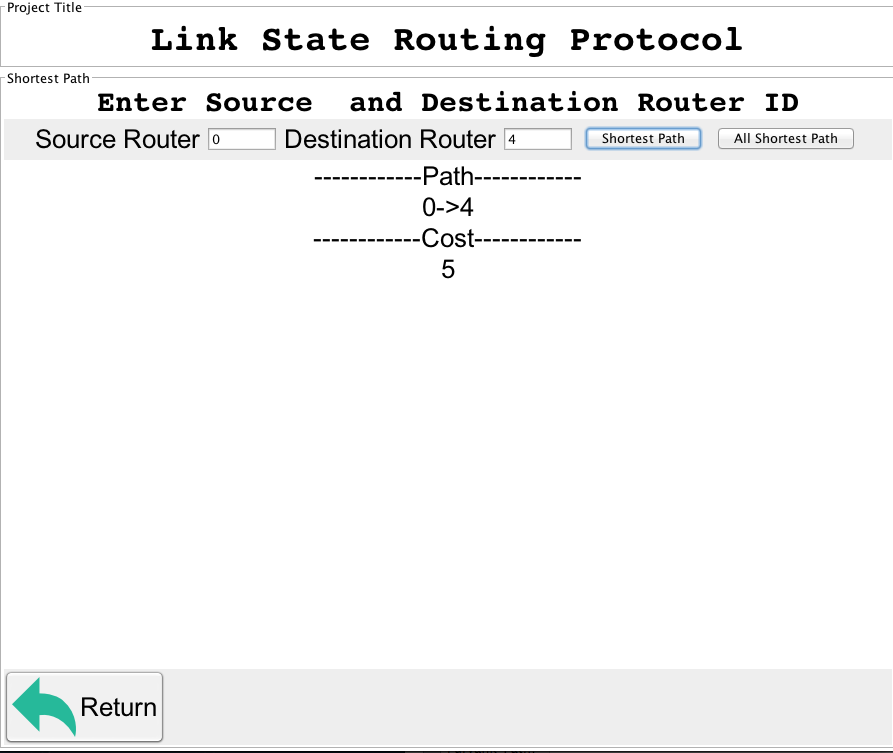 Project Title
Link State Routing Protocol
Shortest Path
Enter Source and Destination Router ID
Source Router 0 Destination Router 4 Shortest Path All Shortest Path
------------Path------------
0->4
------------Cost------------
5
Return